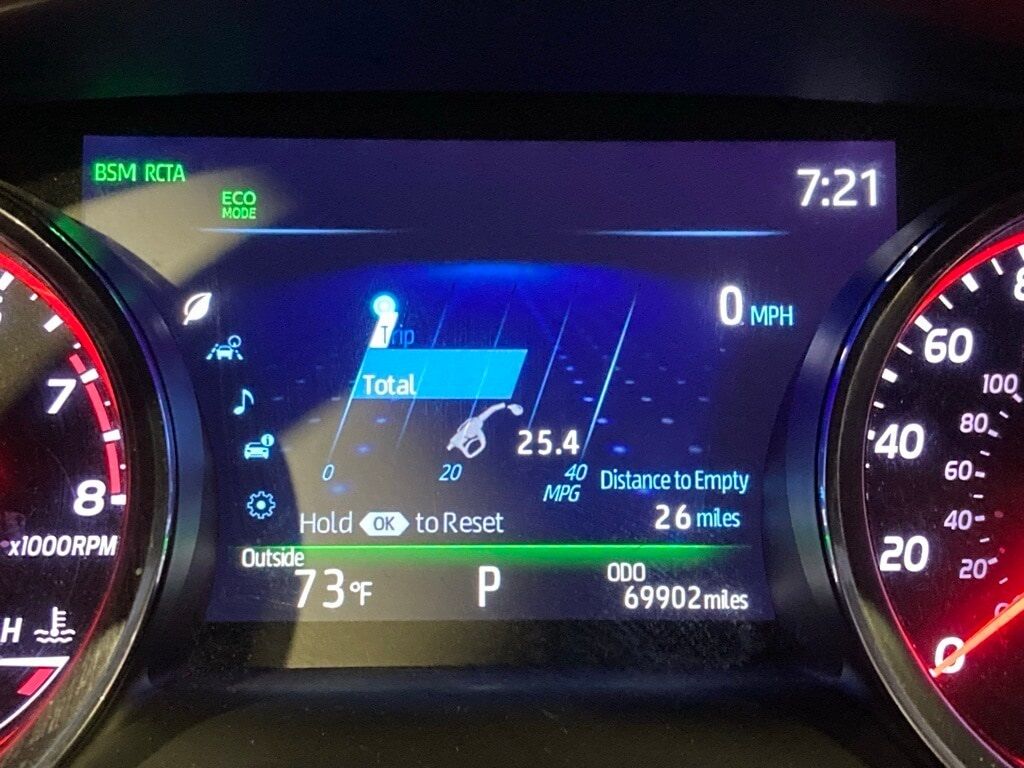 BSM RCTA
ECO
MODE
7:21
0 MPH
Trip
Total
25.4
0 20 40
MPG
Distance to Empty
26 miles
Hold OK to Reset
Outside
73°F
P
ODO
69902 miles
7
8
x1000RPM
H
60
40
20
0
100
80
60
40
20